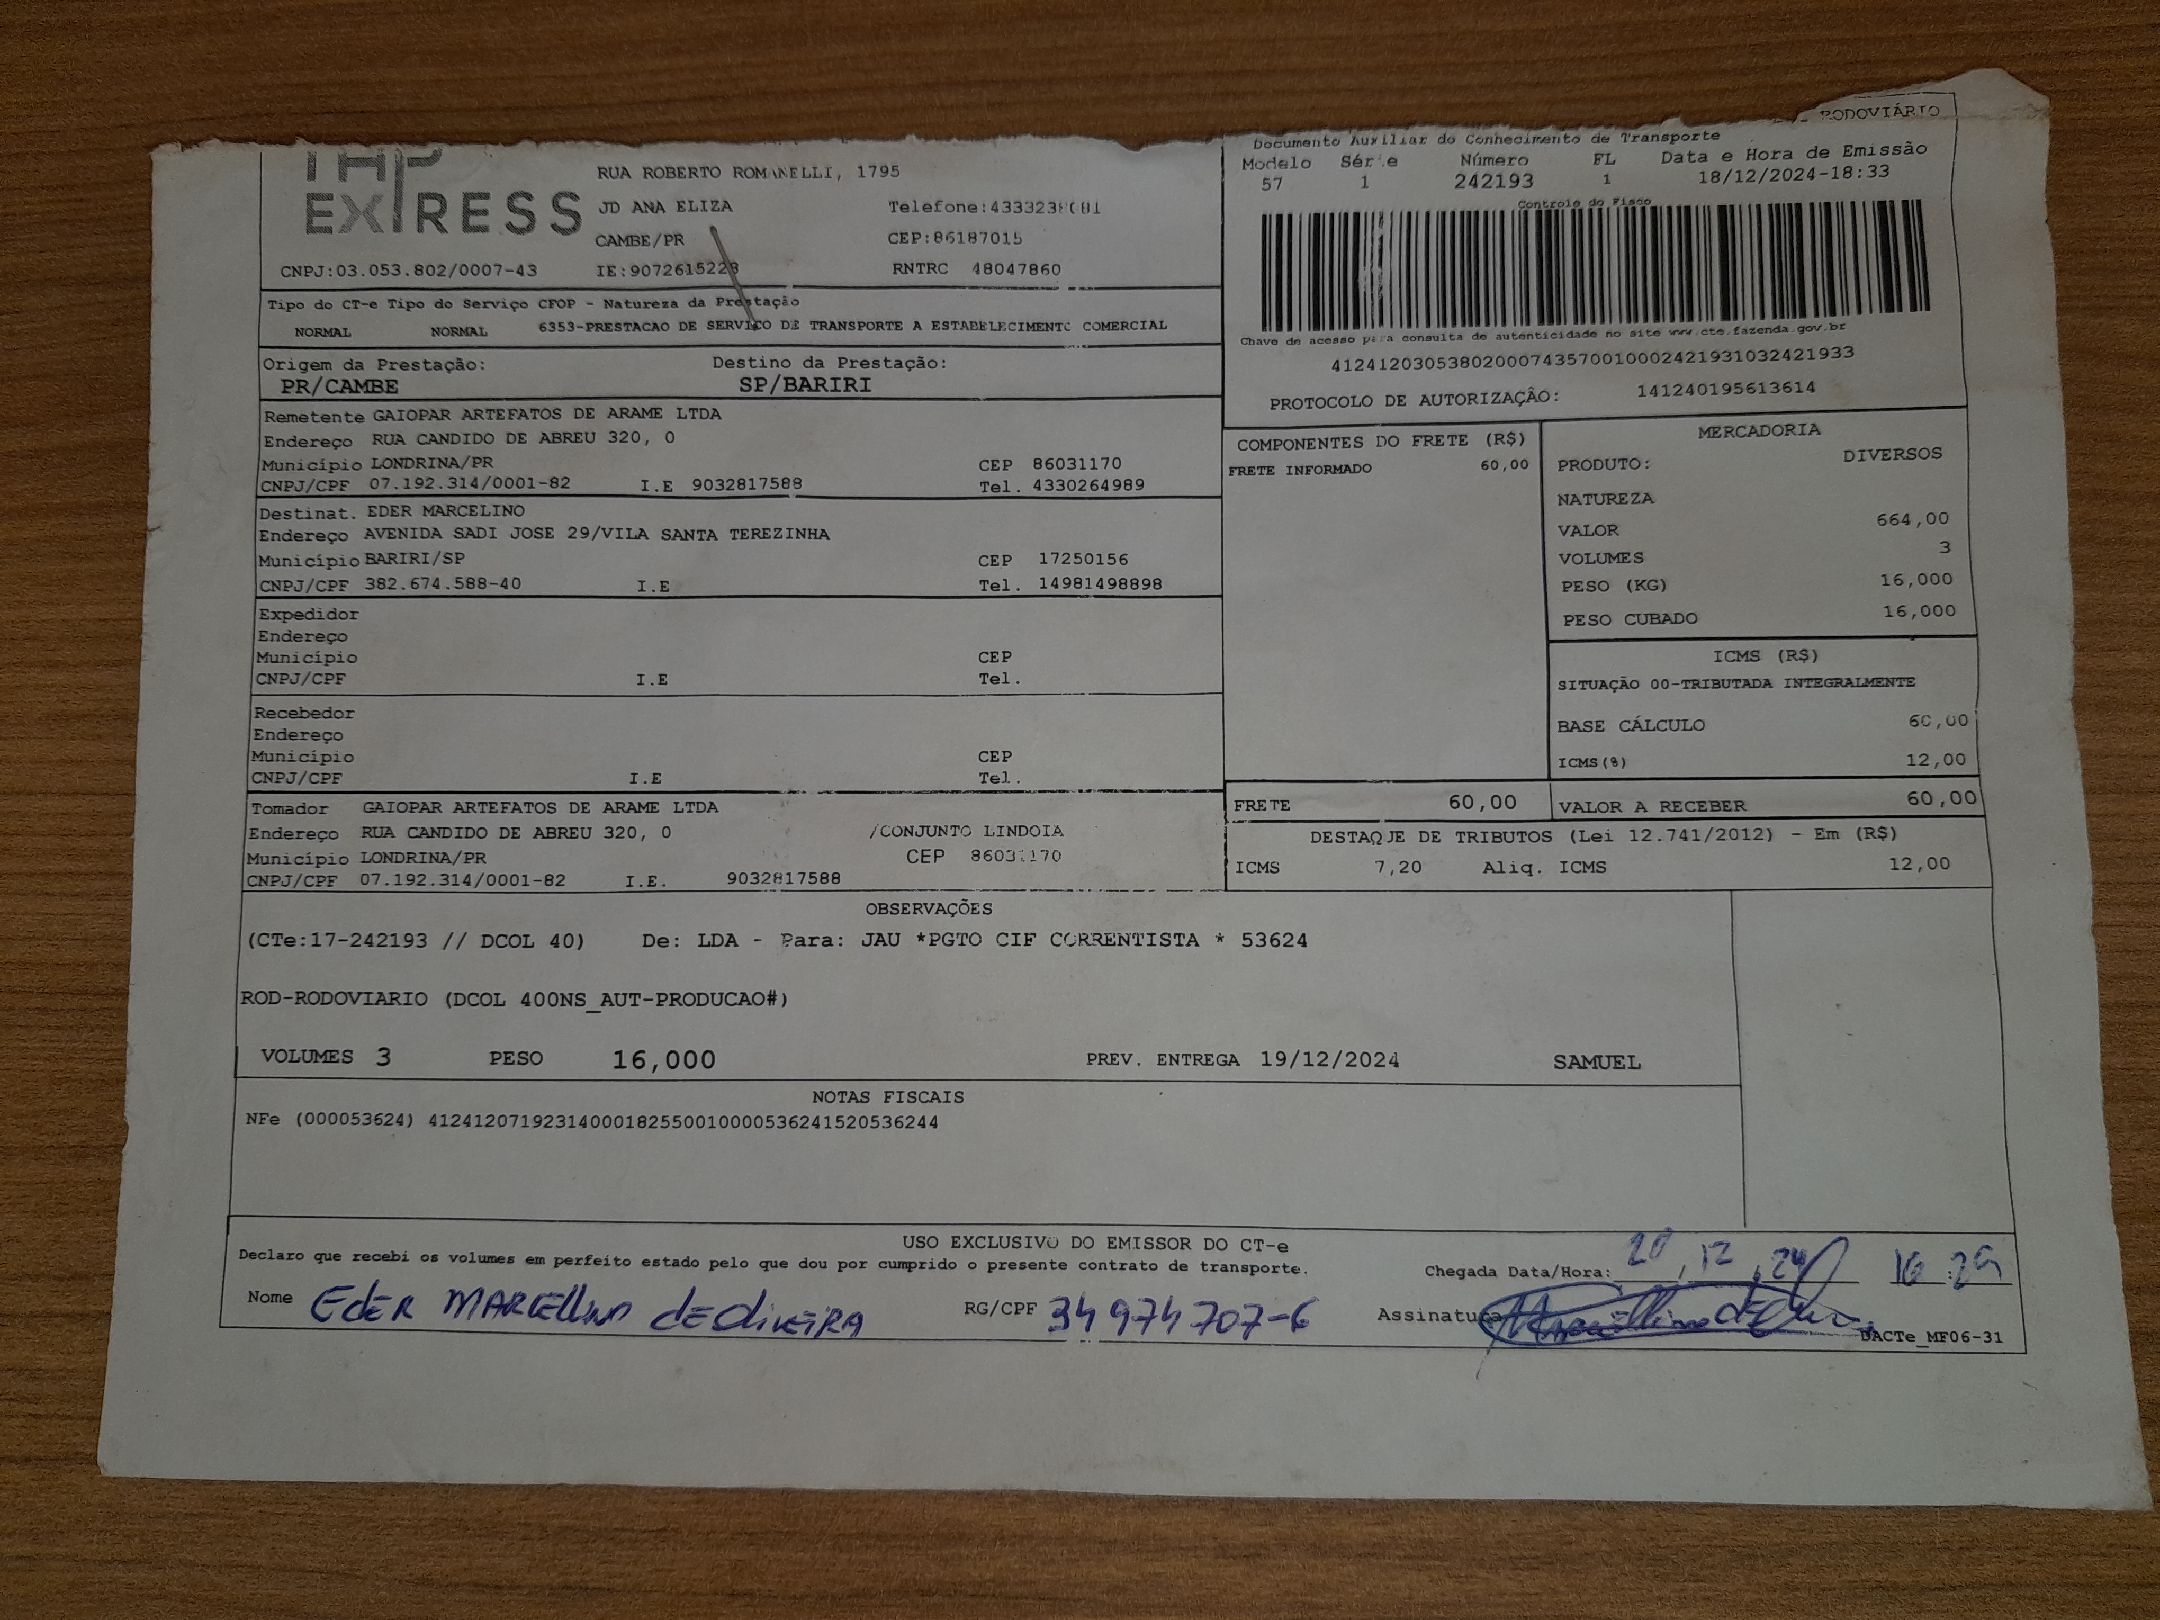 EXPRESS
RUA ROBERTO ROMANELLI, 1795
JD ANA ELIZA
CAMBE/PR
CEP:86187015
CNPJ:03.053.802/0007-43 IE:9072615228 RNTRC 48047860
RODOVIÁRIO
Documento Auxiliar do Conhecimento de Transporte
Modelo Série Número FL Data e Hora de Emissão
57 1 242193 1 18/12/2024-18:33
Controle do Fisco
Chave de acesso para consulta de autenticidade no site www.cte.fazenda.gov.br
41241203053802000743570010002421931032421933
PROTOCOLO DE AUTORIZAÇÃO: 141240195613614
Tipo do CT-e Tipo do Serviço CFOP - Natureza da Prestação
NORMAL NORMAL 6353-PRESTACAO DE SERVICO DE TRANSPORTE A ESTABELECIMENTO COMERCIAL
Origem da Prestação: Destino da Prestação:
PR/CAMBE SP/BARIRI
Remetente GAIOPAR ARTEFATOS DE ARAME LTDA
Endereço RUA CANDIDO DE ABREU 320, 0
Município LONDRINA/PR CEP 86031170
CNPJ/CPF 07.192.314/0001-82 I.E 9032817588 Tel. 4330264989
Destinat. EDER MARCELINO
Endereço AVENIDA SADI JOSE 29/VILA SANTA TEREZINHA
Município BARIRI/SP CEP 17250156
CNPJ/CPF 382.674.588-40 I.E Tel. 14981498898
Expedidor
Endereço
Município CEP
CNPJ/CPF I.E Tel.
Recebedor
Endereço
Município CEP
CNPJ/CPF I.E Tel.
Tomador GAIOPAR ARTEFATOS DE ARAME LTDA
Endereço RUA CANDIDO DE ABREU 320, 0 /CONJUNTO LINDOIA
Município LONDRINA/PR CEP 86031170
CNPJ/CPF 07.192.314/0001-82 I.E. 9032817588
COMPONENTES DO FRETE (R$)
FRETE INFORMADO 60,00
MERCADORIA
PRODUTO: DIVERSOS
NATUREZA
VALOR 664,00
VOLUMES 3
PESO (KG) 16,000
PESO CUBADO 16,000
ICMS (R$)
SITUAÇÃO 00-TRIBUTADA INTEGRALMENTE
BASE CÁLCULO 60,00
ICMS(%) 12,00
FRETE 60,00 VALOR A RECEBER 60,00
DESTAQUE DE TRIBUTOS (Lei 12.741/2012) - Em (R$)
ICMS 7,20 Aliq. ICMS 12,00
OBSERVAÇÕES
(CTe:17-242193 // DCOL 40) De: LDA - Para: JAU *PGTO CIF CORRENTISTA * 53624
ROD-RODOVIARIO (DCOL 400NS_AUT-PRODUCAO#)
VOLUMES 3 PESO 16,000 PREV. ENTREGA 19/12/2024 SAMUEL
NOTAS FISCAIS
NFe (000053624) 41241207192314000182550010000536241520536244
USO EXCLUSIVO DO EMISSOR DO CT-e
Declaro que recebi os volumes em perfeito estado pelo que dou por cumprido o presente contrato de transporte.
Chegada Data/Hora: 20,12,24 16:29
Nome EDER MARCELLINO DE OLIVEIRA RG/CPF 34974707-6 Assinatura
DACTe_MF06-31